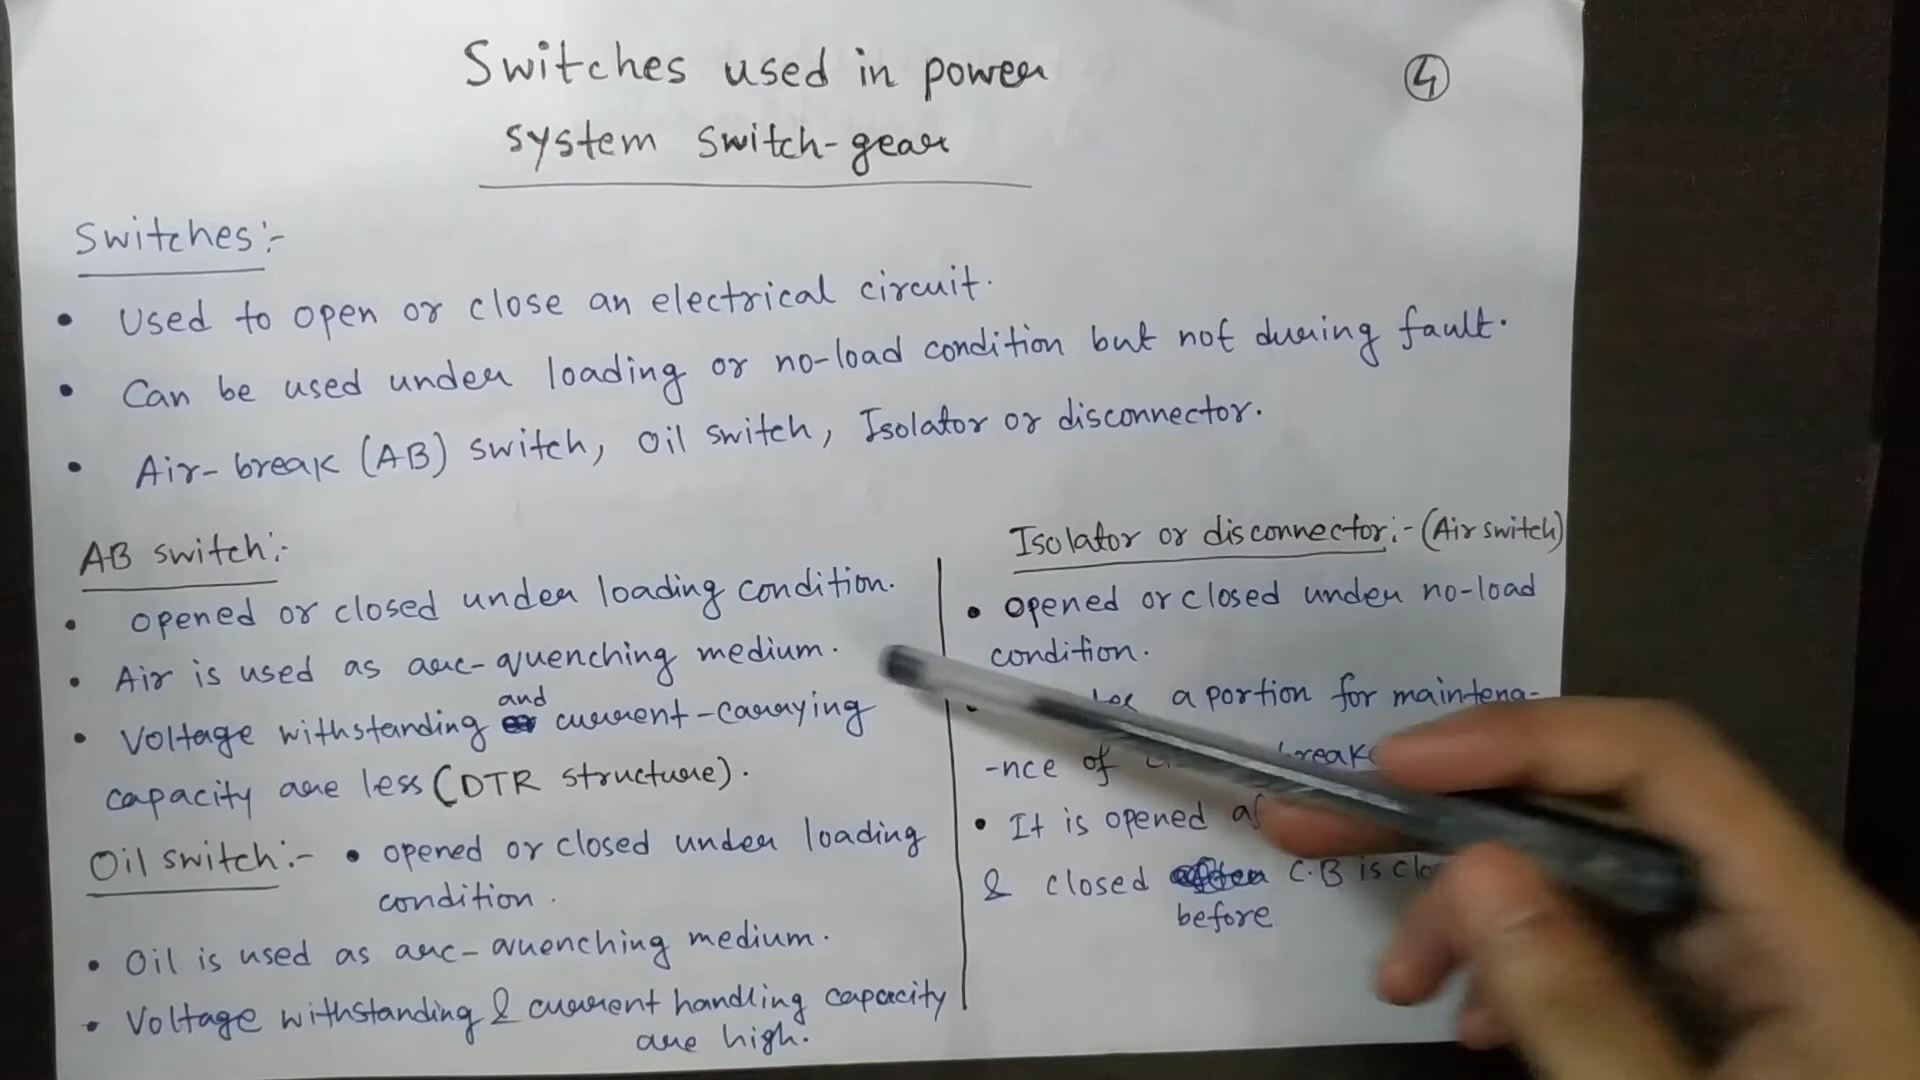 Switches used in power
④
system switch-gear
Switches :-
• Used to open or close an electrical circuit.
• Can be used under loading or no-load condition but not during fault.
• Air-break (AB) switch, Oil switch, Isolator or disconnector.
AB switch :-
• opened or closed under loading condition.
• Air is used as arc-quenching medium.
• Voltage withstanding and current-carrying
capacity are less (DTR structure).
Oil switch :- • opened or closed under loading
condition.
• Oil is used as arc-quenching medium.
• Voltage withstanding & current handling capacity
are high.
Isolator or disconnector :- (Air switch)
• opened or closed under no-load
condition.
a portion for maintena-
-nce of
• It is opened
& closed before C.B is